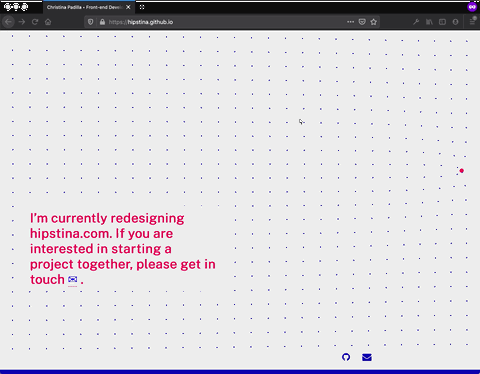 Christina Padilla • Front-end Develo
https://hipstina.github.io
I'm currently redesigning
hipstina.com. If you are
interested in starting a
project together, please get in
touch ✉ .